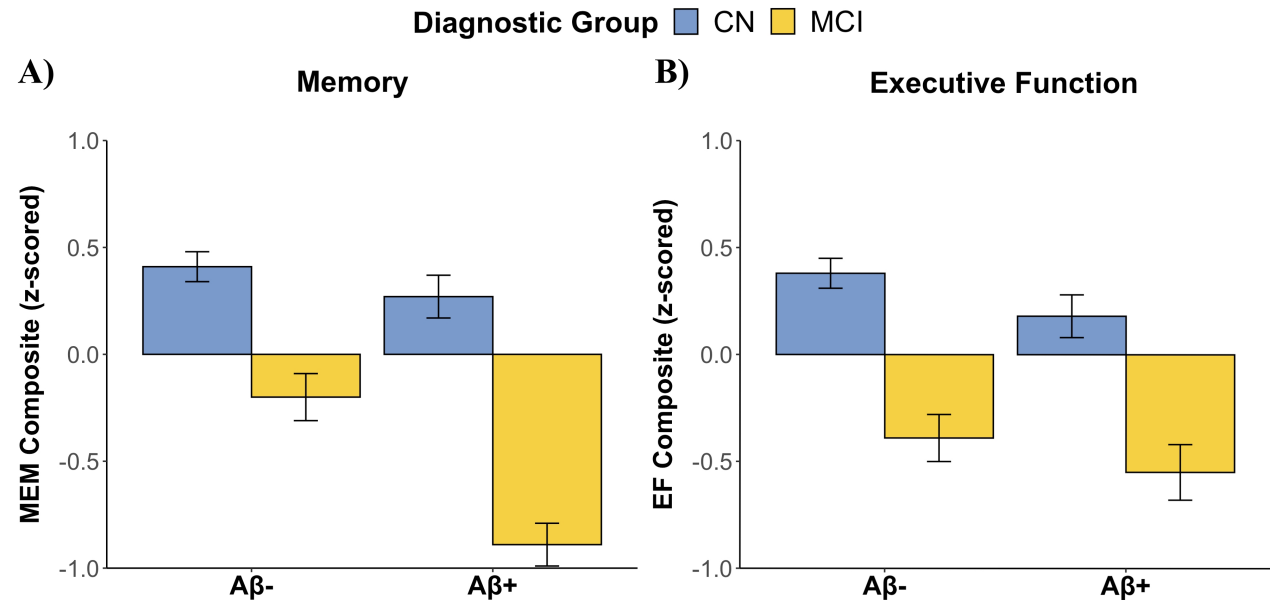 Diagnostic Group CN MCI
A) Memory
B) Executive Function
MEM Composite (z-scored)
1.0
0.5
0.0
-0.5
-1.0
Aβ- Aβ+
EF Composite (z-scored)
1.0
0.5
0.0
-0.5
-1.0
Aβ- Aβ+